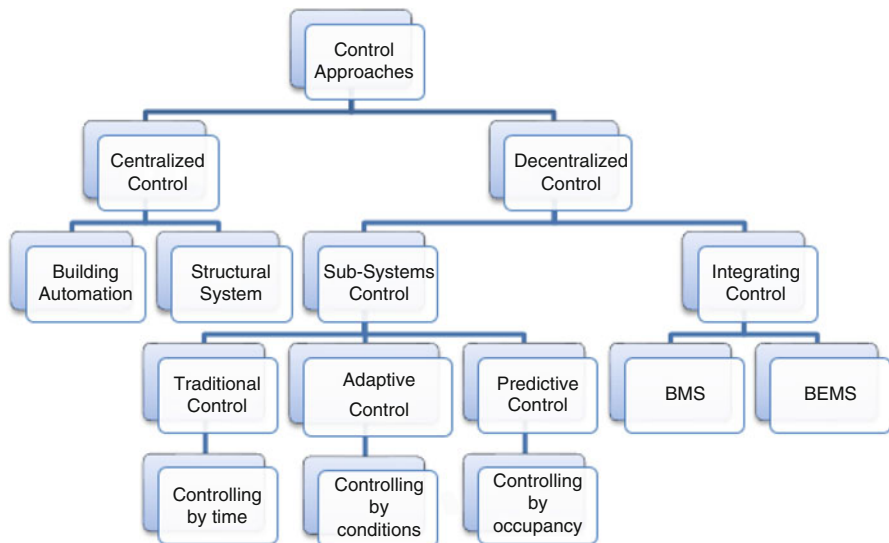 Control
Approaches
Centralized
Control
Decentralized
Control
Building
Automation
Structural
System
Sub-Systems
Control
Integrating
Control
Traditional
Control
Adaptive
Control
Predictive
Control
BMS
BEMS
Controlling
by time
Controlling
by
conditions
Controlling
by
occupancy